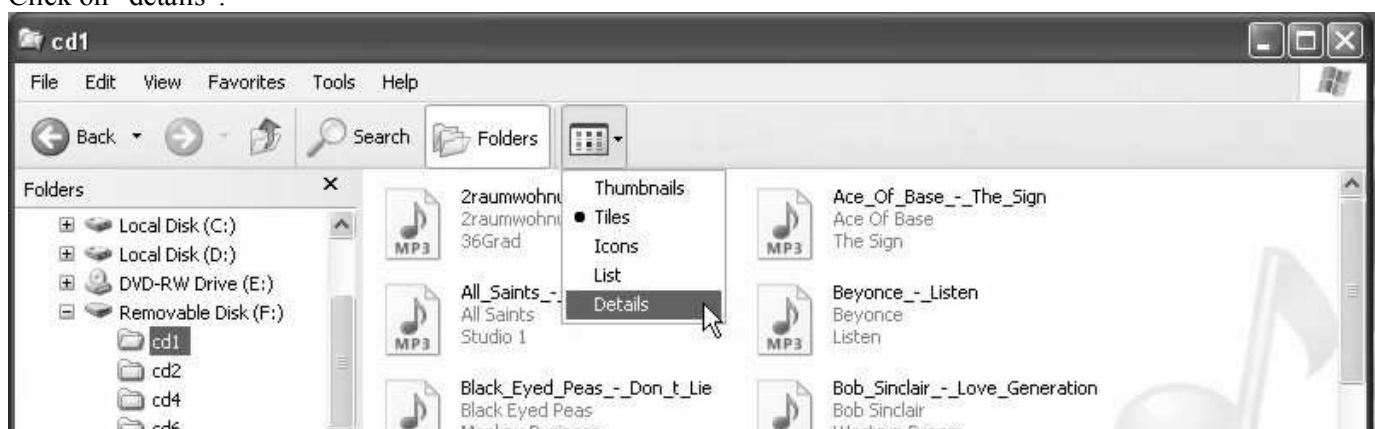 Click on "details".
cd1
File Edit View Favorites Tools Help
Back Search Folders
Folders
Local Disk (C:)
Local Disk (D:)
DVD-RW Drive (E:)
Removable Disk (F:)
cd1
cd2
cd4
cd6
Thumbnails
Tiles
Icons
List
Details
2raumwohnu
2raumwohnu
36Grad
MP3
Ace_Of_Base_-_The_Sign
Ace Of Base
The Sign
MP3
All_Saints_-_
All Saints
Studio 1
MP3
Beyonce_-_Listen
Beyonce
Listen
MP3
Black_Eyed_Peas_-_Don_t_Lie
Black Eyed Peas
Bob_Sinclair_-_Love_Generation
Bob Sinclair